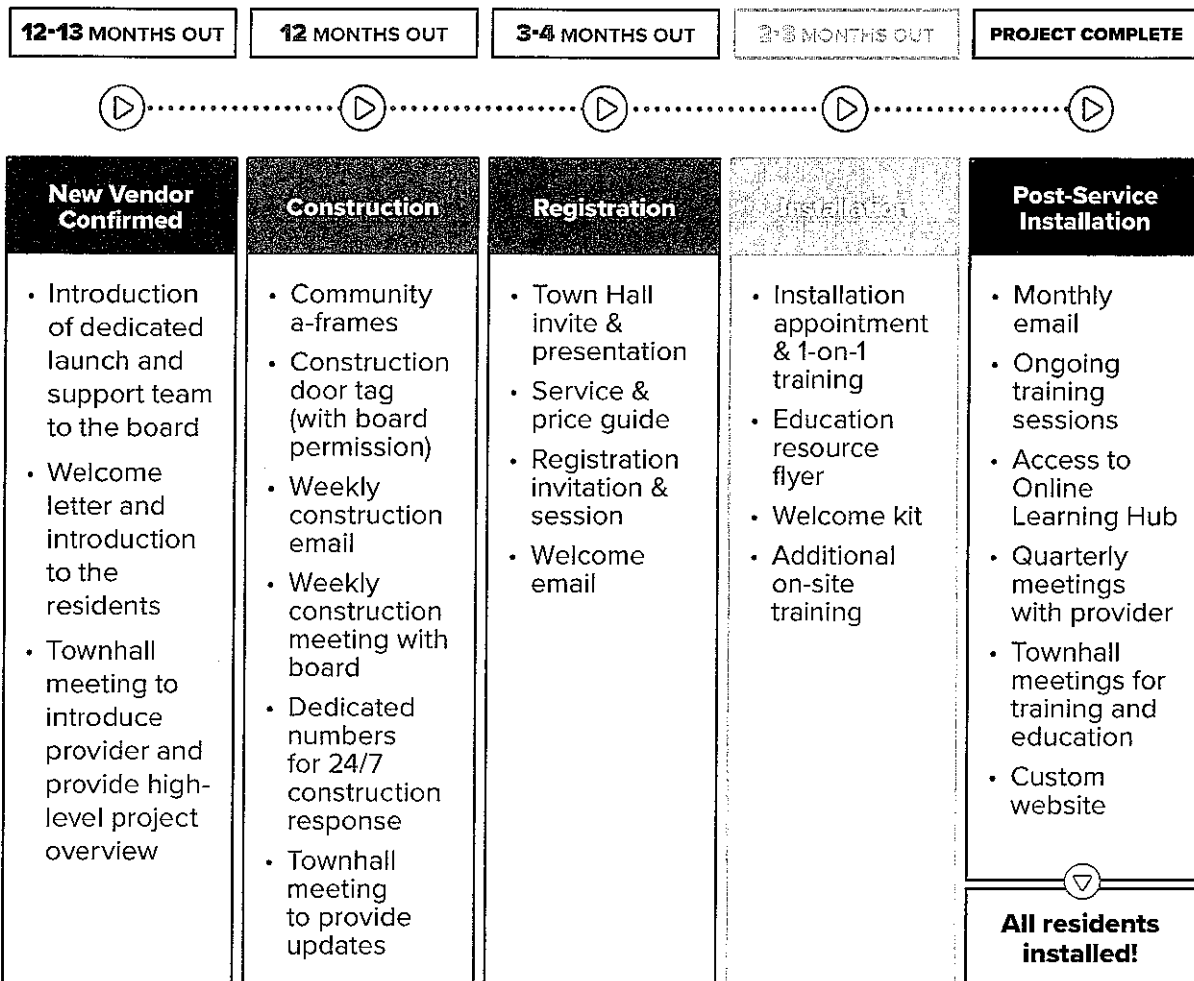 12-13 MONTHS OUT
12 MONTHS OUT
3-4 MONTHS OUT
2-3 MONTHS OUT
PROJECT COMPLETE
New Vendor
Confirmed
• Introduction
of dedicated
launch and
support team
to the board
• Welcome
letter and
introduction
to the
residents
• Townhall
meeting to
introduce
provider and
provide high-
level project
overview
Construction
• Community
a-frames
• Construction
door tag
(with board
permission)
• Weekly
construction
email
• Weekly
construction
meeting with
board
• Dedicated
numbers
for 24/7
construction
response
• Townhall
meeting
to provide
updates
Registration
• Town Hall
invite &
presentation
• Service &
price guide
• Registration
invitation &
session
• Welcome
email
Installation
• Installation
appointment
& 1-on-1
training
• Education
resource
flyer
• Welcome kit
• Additional
on-site
training
Post-Service
Installation
• Monthly
email
• Ongoing
training
sessions
• Access to
Online
Learning Hub
• Quarterly
meetings
with provider
• Townhall
meetings for
training and
education
• Custom
website
All residents
installed!